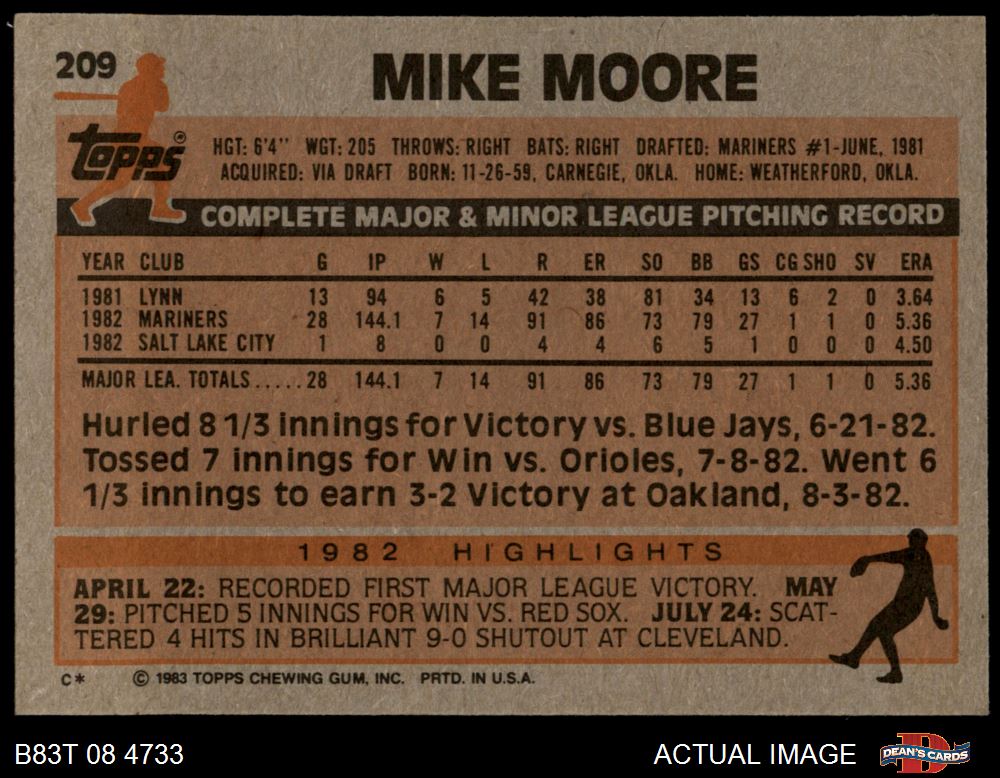 209
MIKE MOORE
Topps®
HGT: 6'4" WGT: 205 THROWS: RIGHT BATS: RIGHT DRAFTED: MARINERS #1-JUNE, 1981
ACQUIRED: VIA DRAFT BORN: 11-26-59, CARNEGIE, OKLA. HOME: WEATHERFORD, OKLA.
COMPLETE MAJOR & MINOR LEAGUE PITCHING RECORD
YEAR CLUB G IP W L R ER SO BB GS CG SHO SV ERA
1981 LYNN 13 94 6 5 42 38 81 34 13 6 2 0 3.64
1982 MARINERS 28 144.1 7 14 91 86 73 79 27 1 1 0 5.36
1982 SALT LAKE CITY 1 8 0 0 4 4 6 5 1 0 0 0 4.50
MAJOR LEA. TOTALS.....28 144.1 7 14 91 86 73 79 27 1 1 0 5.36
Hurled 8 1/3 innings for Victory vs. Blue Jays, 6-21-82.
Tossed 7 innings for Win vs. Orioles, 7-8-82. Went 6
1/3 innings to earn 3-2 Victory at Oakland, 8-3-82.
1982 HIGHLIGHTS
APRIL 22: RECORDED FIRST MAJOR LEAGUE VICTORY. MAY
29: PITCHED 5 INNINGS FOR WIN VS. RED SOX. JULY 24: SCAT-
TERED 4 HITS IN BRILLIANT 9-0 SHUTOUT AT CLEVELAND.
C* © 1983 TOPPS CHEWING GUM, INC. PRTD. IN U.S.A.
B83T 08 4733
ACTUAL IMAGE
DEAN'S CARDS